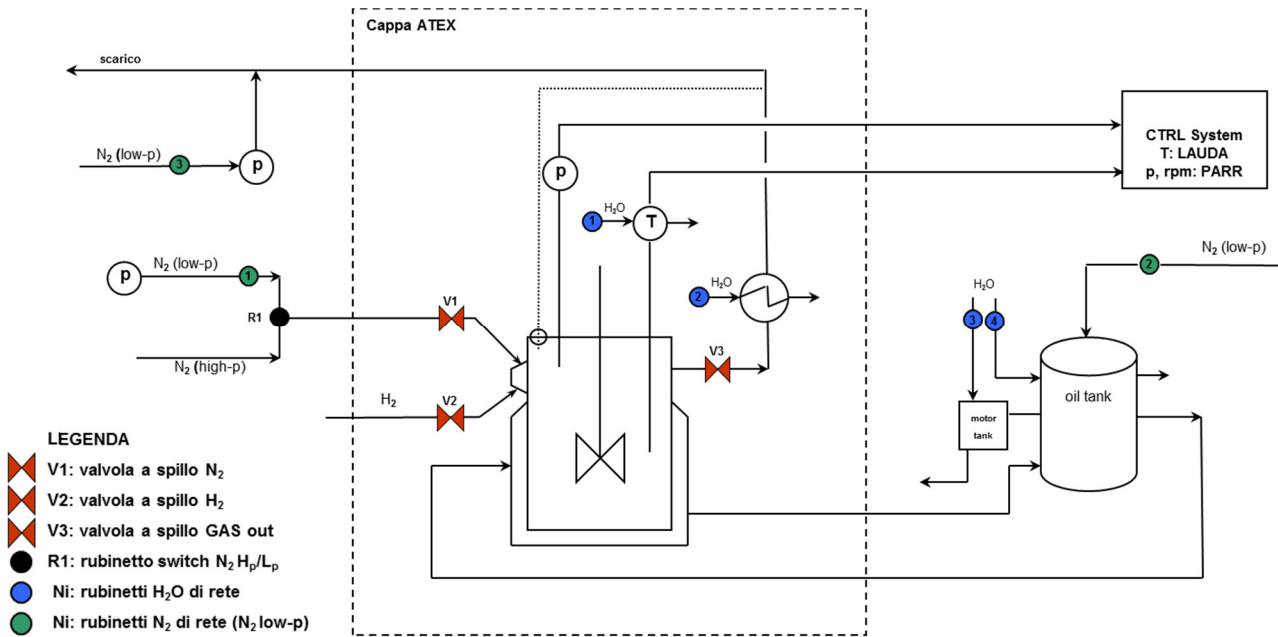 Cappa ATEX
scarico
N₂ (low-p)
3
p
p
CTRL System
T: LAUDA
p, rpm: PARR
1
H₂O
T
p
N₂ (low-p)
1
R1
N₂ (high-p)
V1
H₂
V2
V3
2
H₂O
N₂ (low-p)
2
H₂O
3
4
oil tank
motor
tank
LEGENDA
V1: valvola a spillo N₂
V2: valvola a spillo H₂
V3: valvola a spillo GAS out
R1: rubinetto switch N₂ Hₚ/Lₚ
Ni: rubinetti H₂O di rete
Ni: rubinetti N₂ di rete (N₂ low-p)